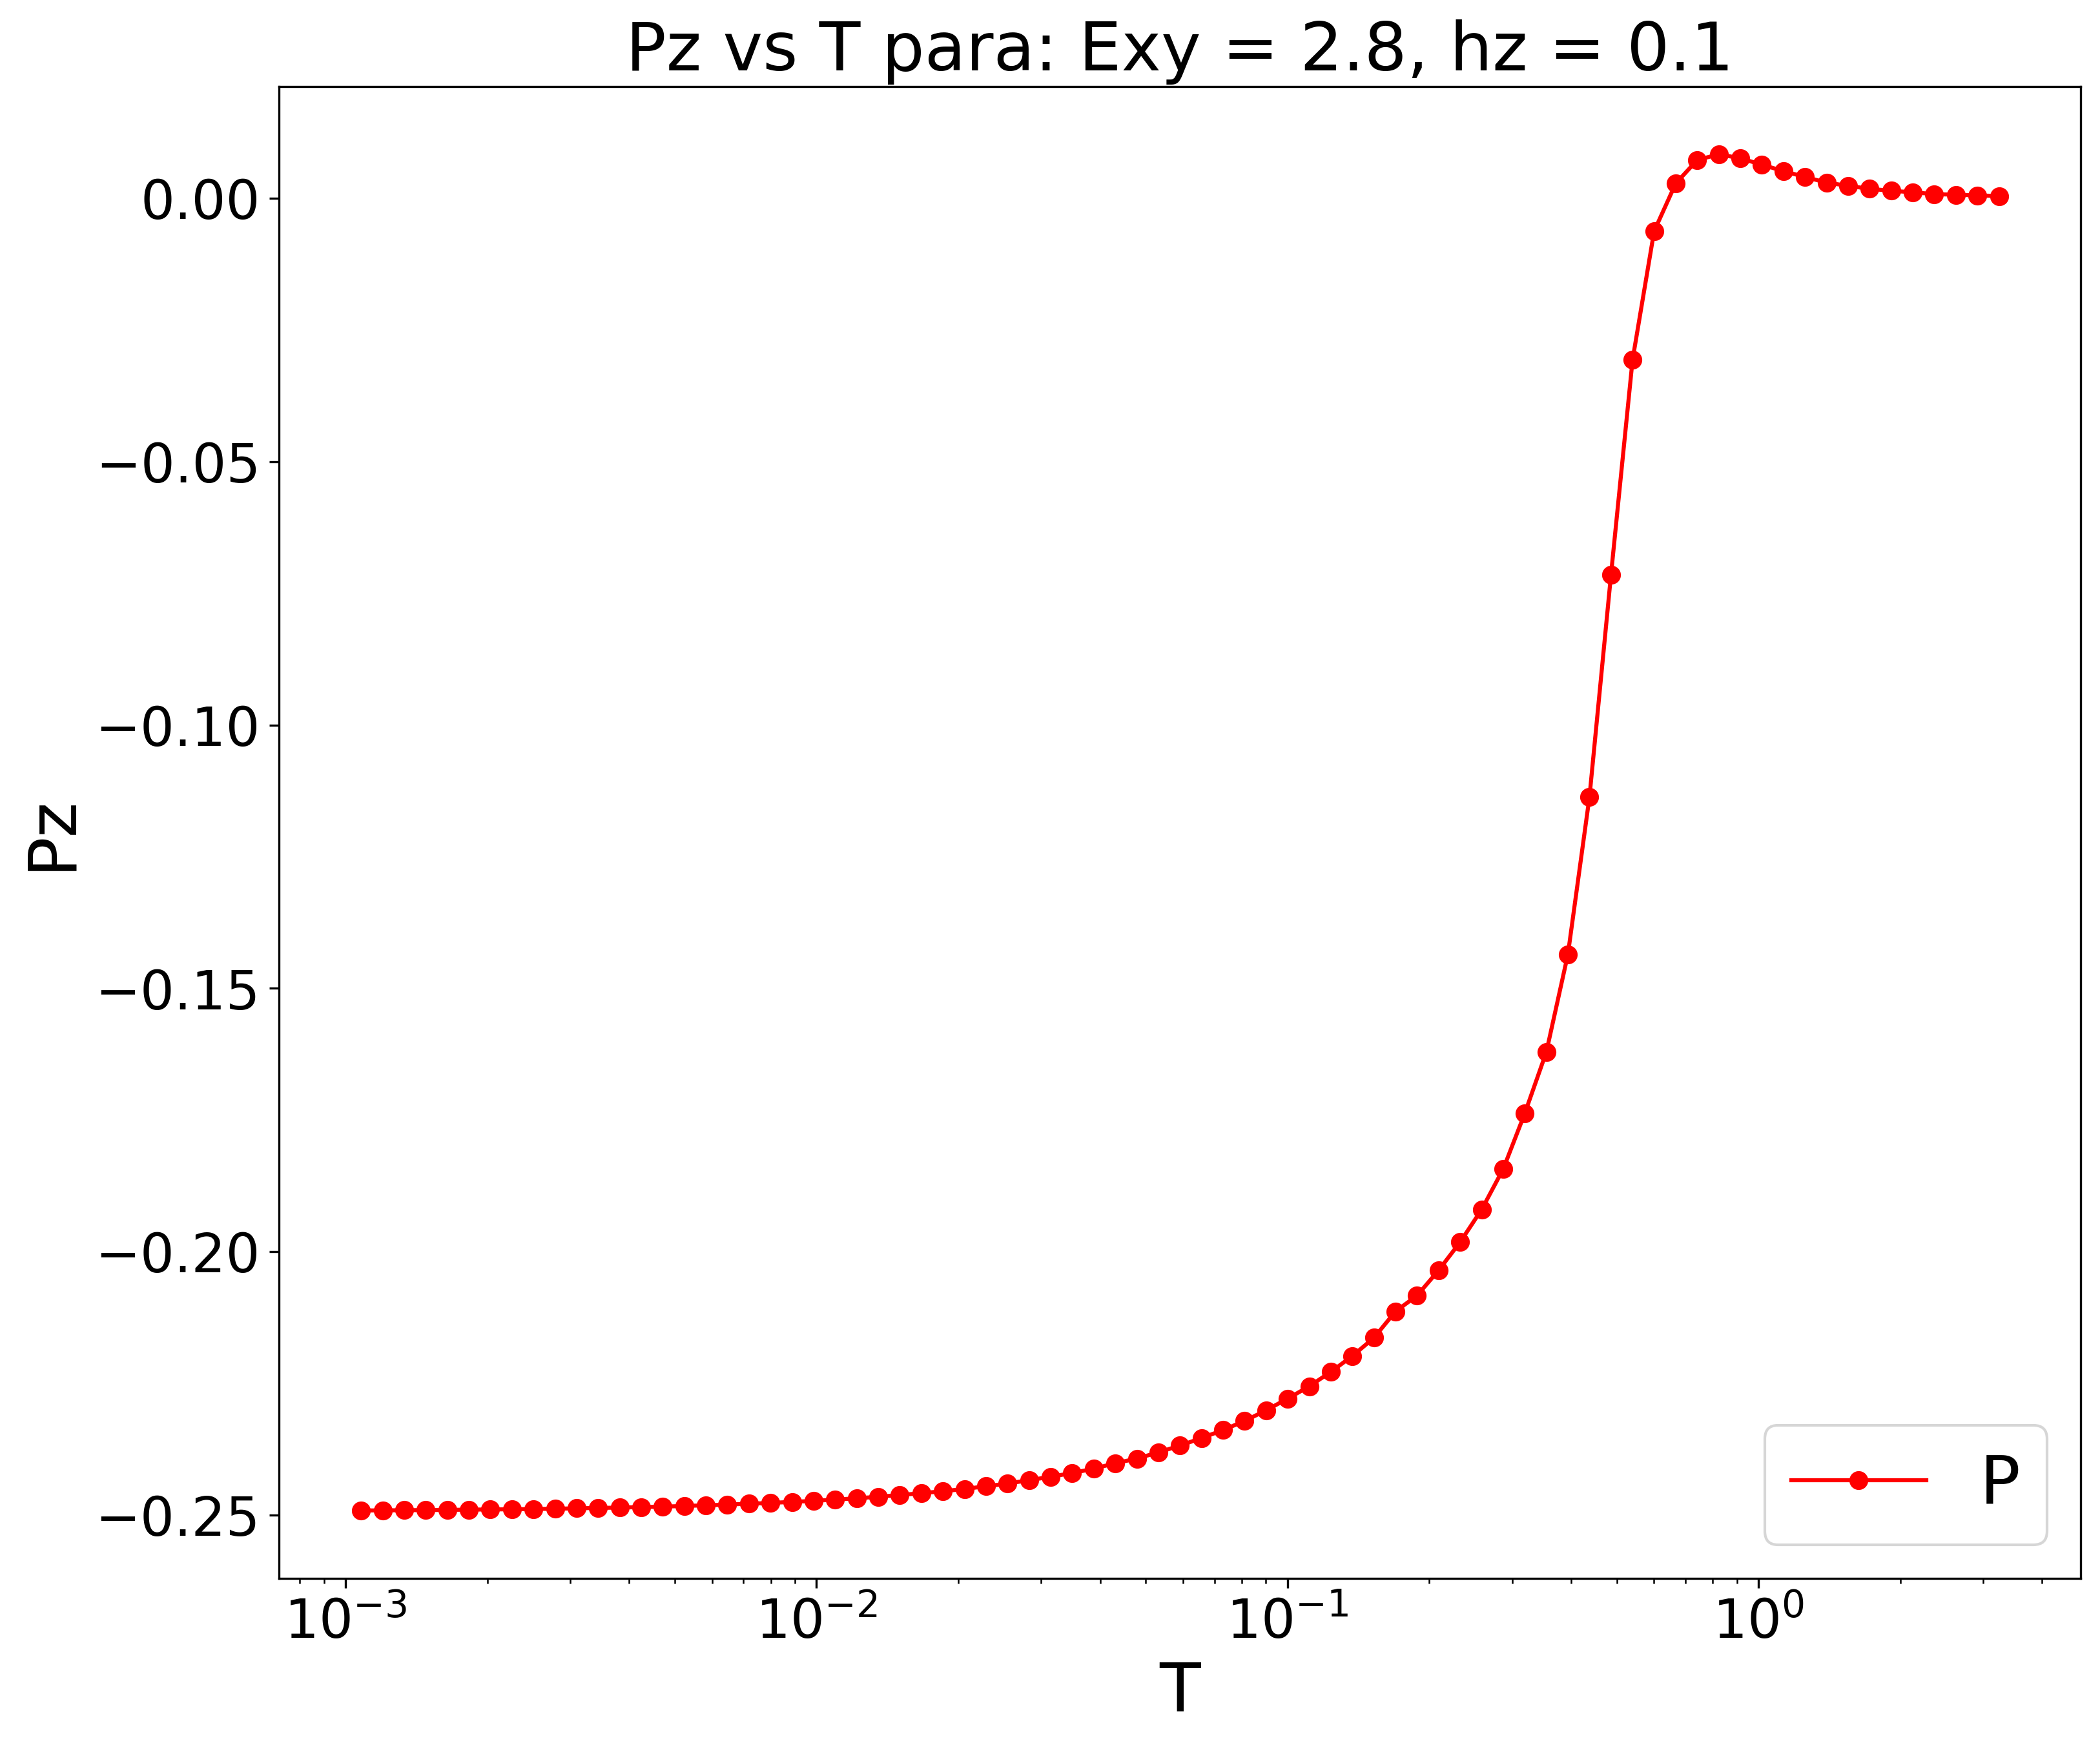 Pz vs T para: Exy = 2.8, hz = 0.1
Pz
0.00
−0.05
−0.10
−0.15
−0.20
−0.25
10⁻³ 10⁻² 10⁻¹ 10⁰
T
P